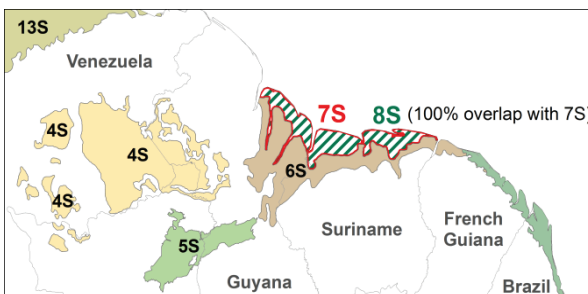 13S
Venezuela
4S
4S
4S
7S
8S (100% overlap with 7S)
6S
5S
Suriname
French
Guiana
Guyana
Brazil